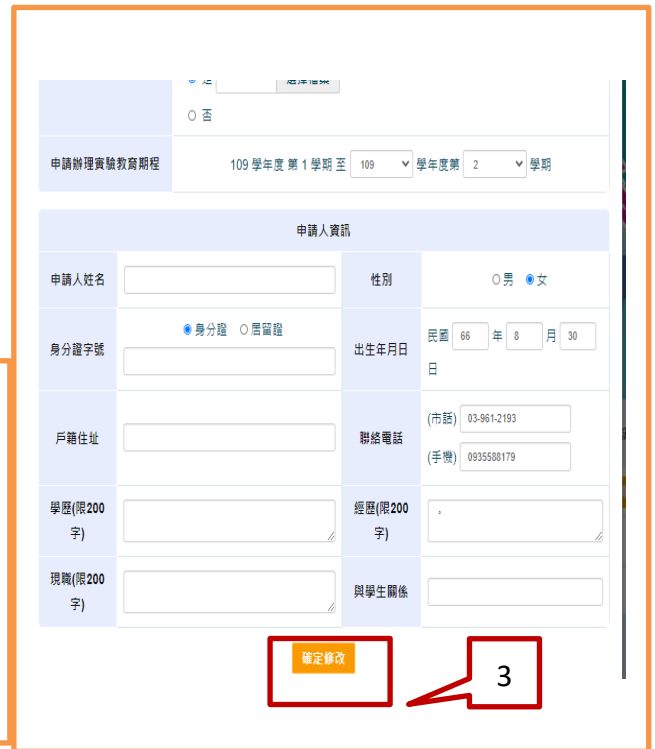 否
申請辦理實驗教育期程 109 學年度 第 1 學期 至 109 學年度第 2 學期
申請人資訊
申請人姓名 性別 男 女
身分證字號 身分證 居留證 出生年月日 民國 66 年 8 月 30 日
戶籍住址 聯絡電話 (市話) 03-961-2193
(手機) 0935588179
學歷(限200字) 經歷(限200字) 。
現職(限200字) 與學生關係
確定修改
3